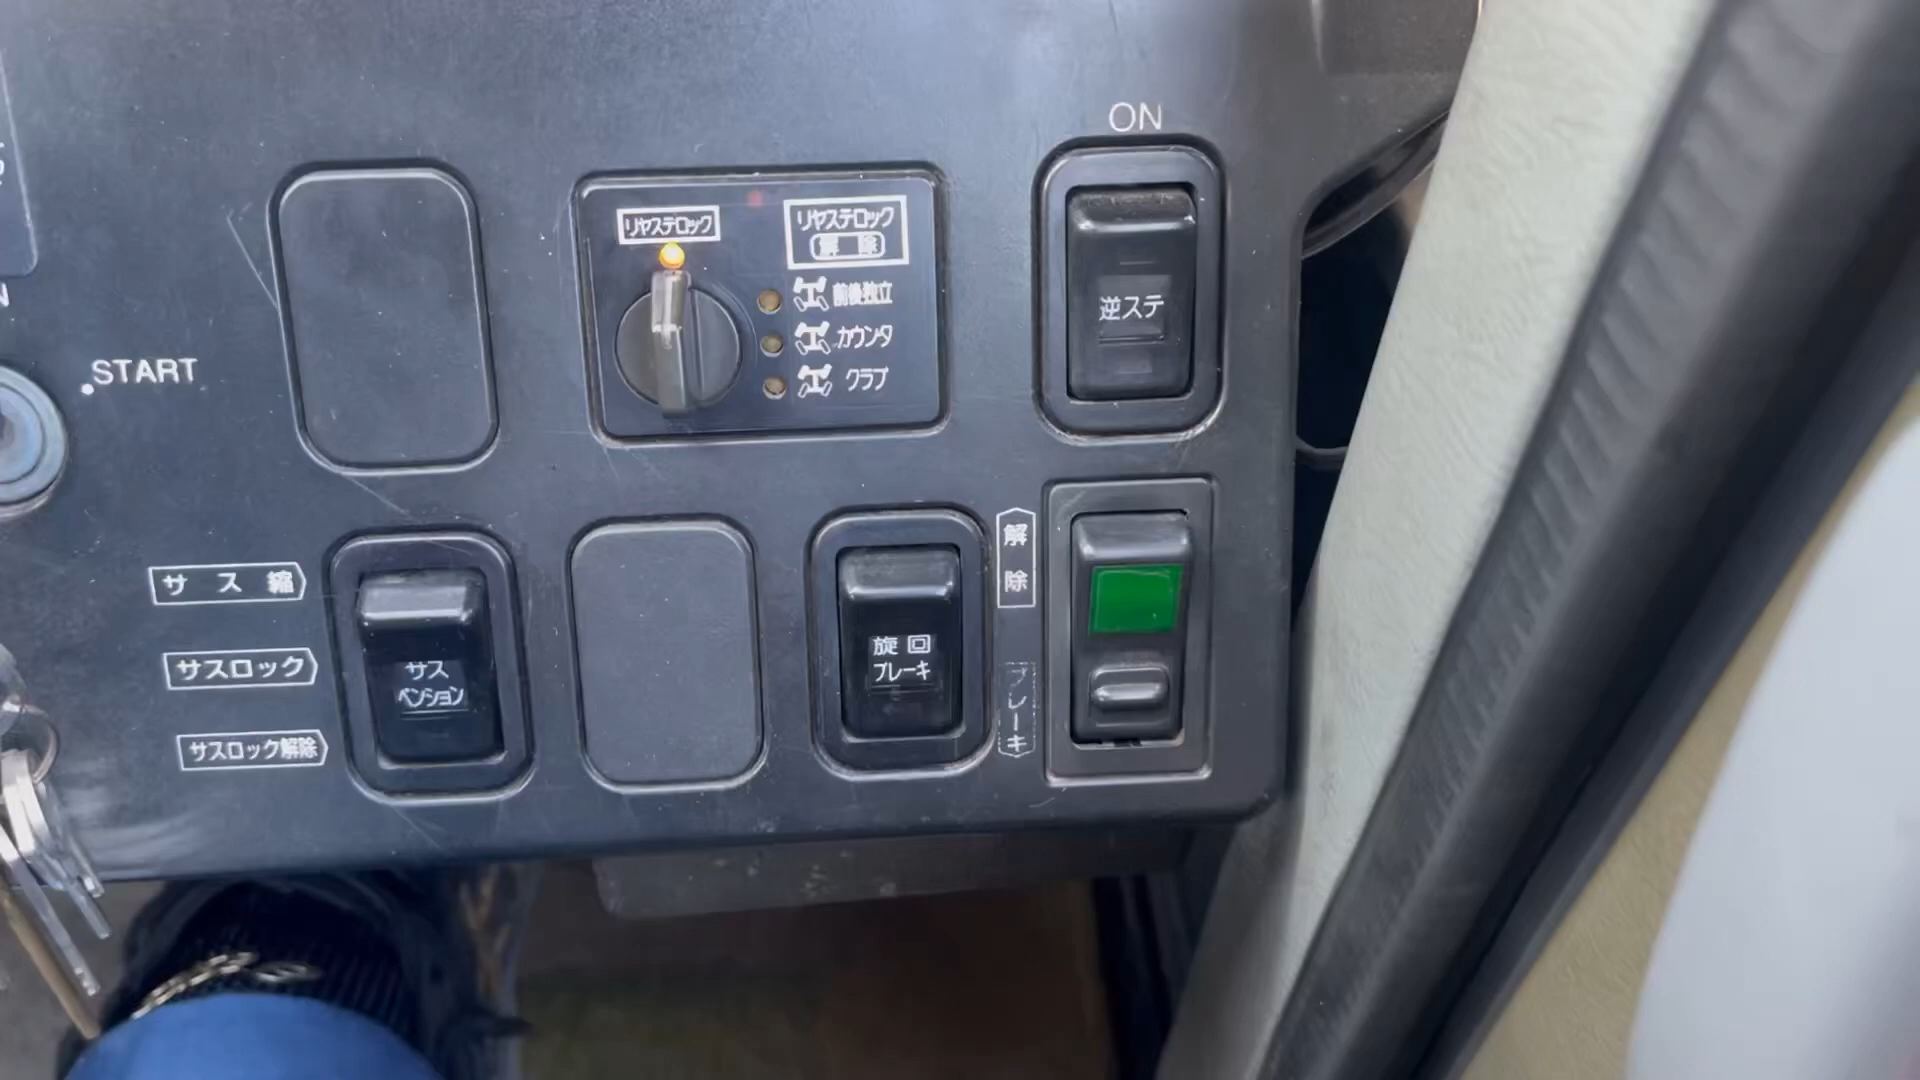 ON
リヤステロック
リヤステロック
解除
前後独立
カウンタ
クラブ
逆ステ
START
サス縮
サスロック
サスロック解除
サス
ペンション
旋回
ブレーキ
解除
ブレーキ